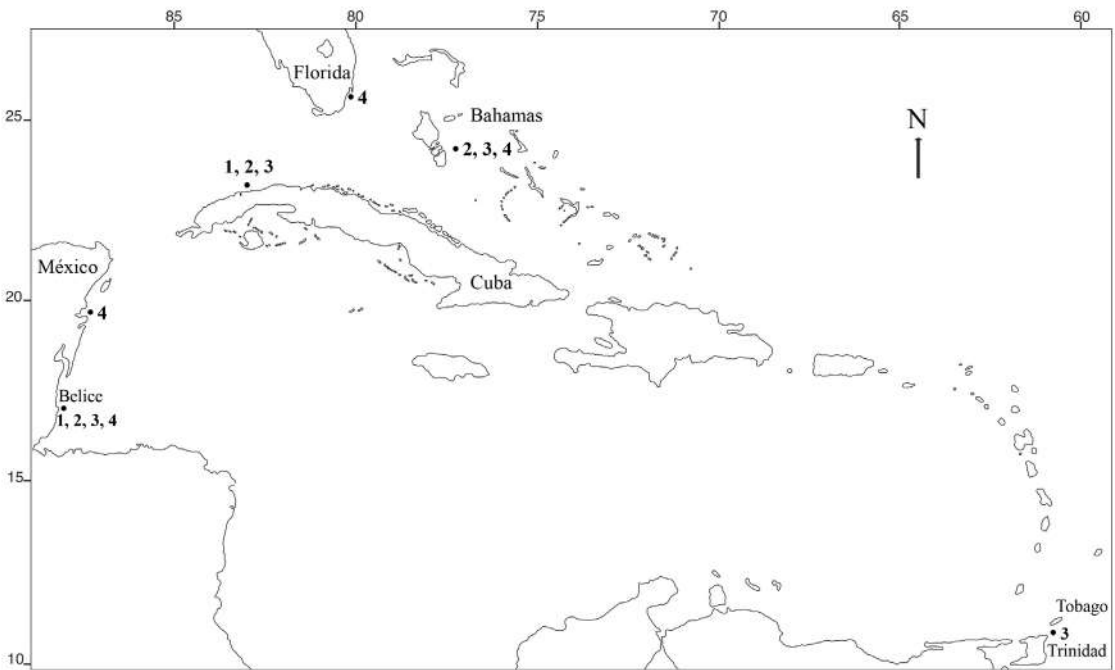 85 80 75 70 65 60
Florida
4
25
Bahamas
N
2, 3, 4
1, 2, 3
México
Cuba
20
4
Belice
1, 2, 3, 4
15
Tobago
3
Trinidad
10